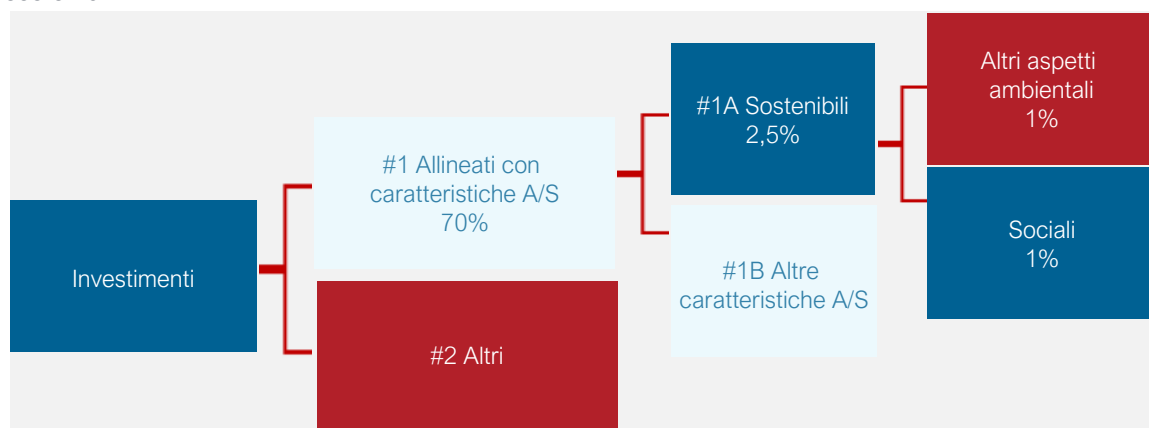 Investimenti
#1 Allineati con
caratteristiche A/S
70%
#2 Altri
#1A Sostenibili
2,5%
#1B Altre
caratteristiche A/S
Altri aspetti
ambientali
1%
Sociali
1%